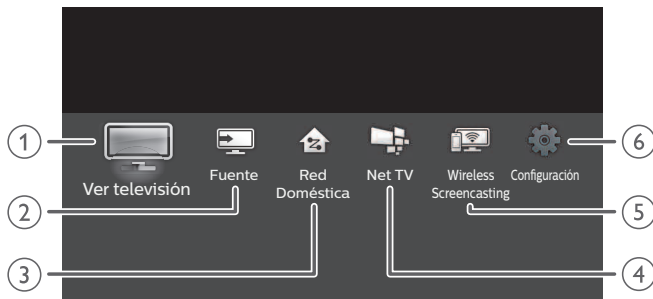 1
Ver televisión
2
Fuente
3
Red
Doméstica
Net TV
4
Wireless
Screencasting
5
Configuración
6